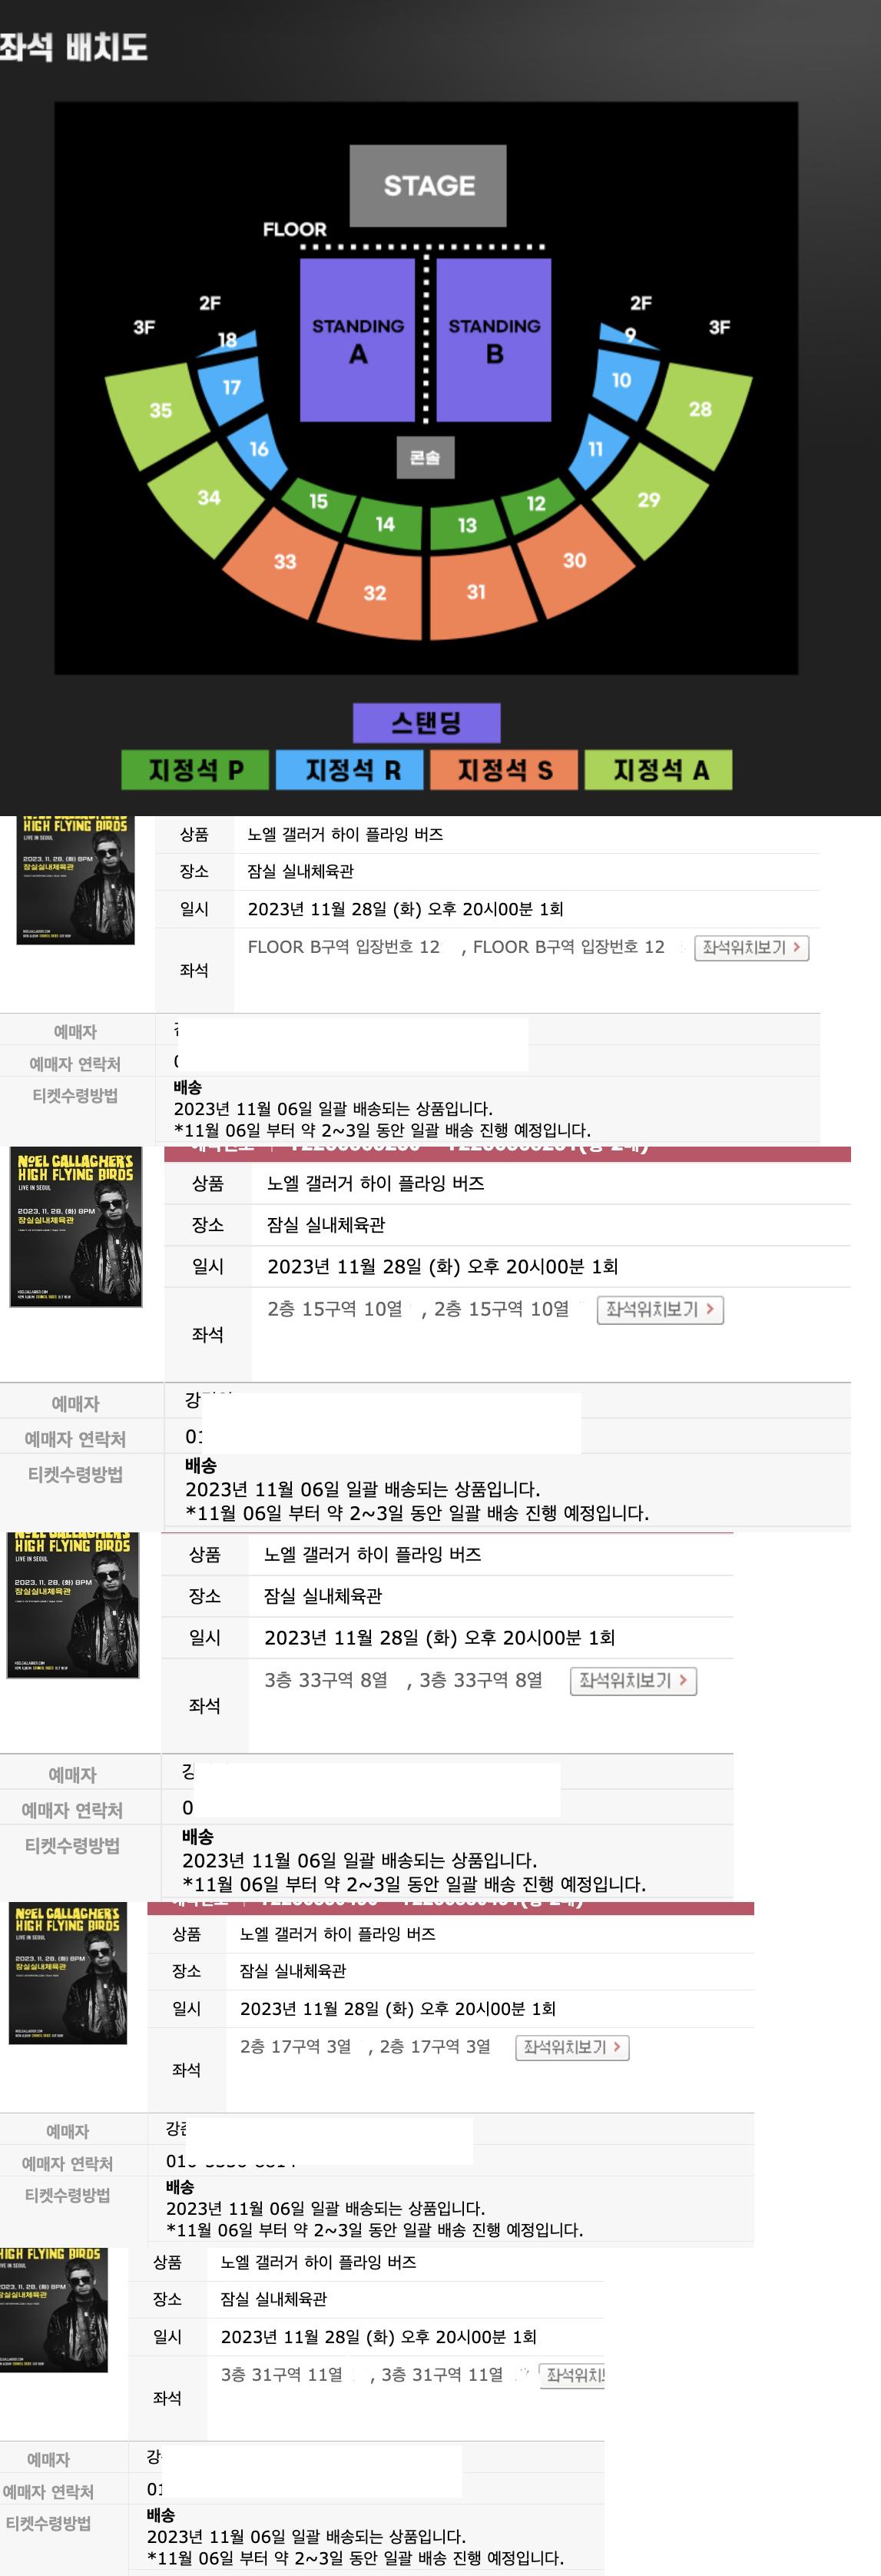 좌석 배치도
STAGE
FLOOR
2F
2F
3F
3F
STANDING
A
STANDING
B
18
9
17
10
35
28
16
11
콘솔
34
29
15
12
14
13
33
30
32
31
스탠딩
지정석 P
지정석 R
지정석 S
지정석 A
HIGH FLYING BIRDS
LIVE IN SEOUL
2023. 11. 28. (화) 8PM
잠실실내체육관
상품 노엘 갤러거 하이 플라잉 버즈
장소 잠실 실내체육관
일시 2023년 11월 28일 (화) 오후 20시00분 1회
좌석 FLOOR B구역 입장번호 12 , FLOOR B구역 입장번호 12 좌석위치보기
예매자
예매자 연락처 0
티켓수령방법 배송
2023년 11월 06일 일괄 배송되는 상품입니다.
*11월 06일 부터 약 2~3일 동안 일괄 배송 진행 예정입니다.
NOEL GALLAGHER'S
HIGH FLYING BIRDS
LIVE IN SEOUL
2023. 11. 28. (화) 8PM
잠실실내체육관
상품 노엘 갤러거 하이 플라잉 버즈
장소 잠실 실내체육관
일시 2023년 11월 28일 (화) 오후 20시00분 1회
좌석 2층 15구역 10열 , 2층 15구역 10열 좌석위치보기
예매자 강
예매자 연락처 01
티켓수령방법 배송
2023년 11월 06일 일괄 배송되는 상품입니다.
*11월 06일 부터 약 2~3일 동안 일괄 배송 진행 예정입니다.
NOEL GALLAGHER'S
HIGH FLYING BIRDS
LIVE IN SEOUL
2023. 11. 28. (화) 8PM
잠실실내체육관
상품 노엘 갤러거 하이 플라잉 버즈
장소 잠실 실내체육관
일시 2023년 11월 28일 (화) 오후 20시00분 1회
좌석 3층 33구역 8열 , 3층 33구역 8열 좌석위치보기
예매자 강
예매자 연락처 0
티켓수령방법 배송
2023년 11월 06일 일괄 배송되는 상품입니다.
*11월 06일 부터 약 2~3일 동안 일괄 배송 진행 예정입니다.
NOEL GALLAGHER'S
HIGH FLYING BIRDS
LIVE IN SEOUL
2023. 11. 28. (화) 8PM
잠실실내체육관
상품 노엘 갤러거 하이 플라잉 버즈
장소 잠실 실내체육관
일시 2023년 11월 28일 (화) 오후 20시00분 1회
좌석 2층 17구역 3열 , 2층 17구역 3열 좌석위치보기
예매자 강
예매자 연락처
티켓수령방법 배송
2023년 11월 06일 일괄 배송되는 상품입니다.
*11월 06일 부터 약 2~3일 동안 일괄 배송 진행 예정입니다.
HIGH FLYING BIRDS
LIVE IN SEOUL
2023. 11. 28. (화) 8PM
잠실실내체육관
상품 노엘 갤러거 하이 플라잉 버즈
장소 잠실 실내체육관
일시 2023년 11월 28일 (화) 오후 20시00분 1회
좌석 3층 31구역 11열 , 3층 31구역 11열 좌석위치
예매자 강
예매자 연락처 01
티켓수령방법 배송
2023년 11월 06일 일괄 배송되는 상품입니다.
*11월 06일 부터 약 2~3일 동안 일괄 배송 진행 예정입니다.